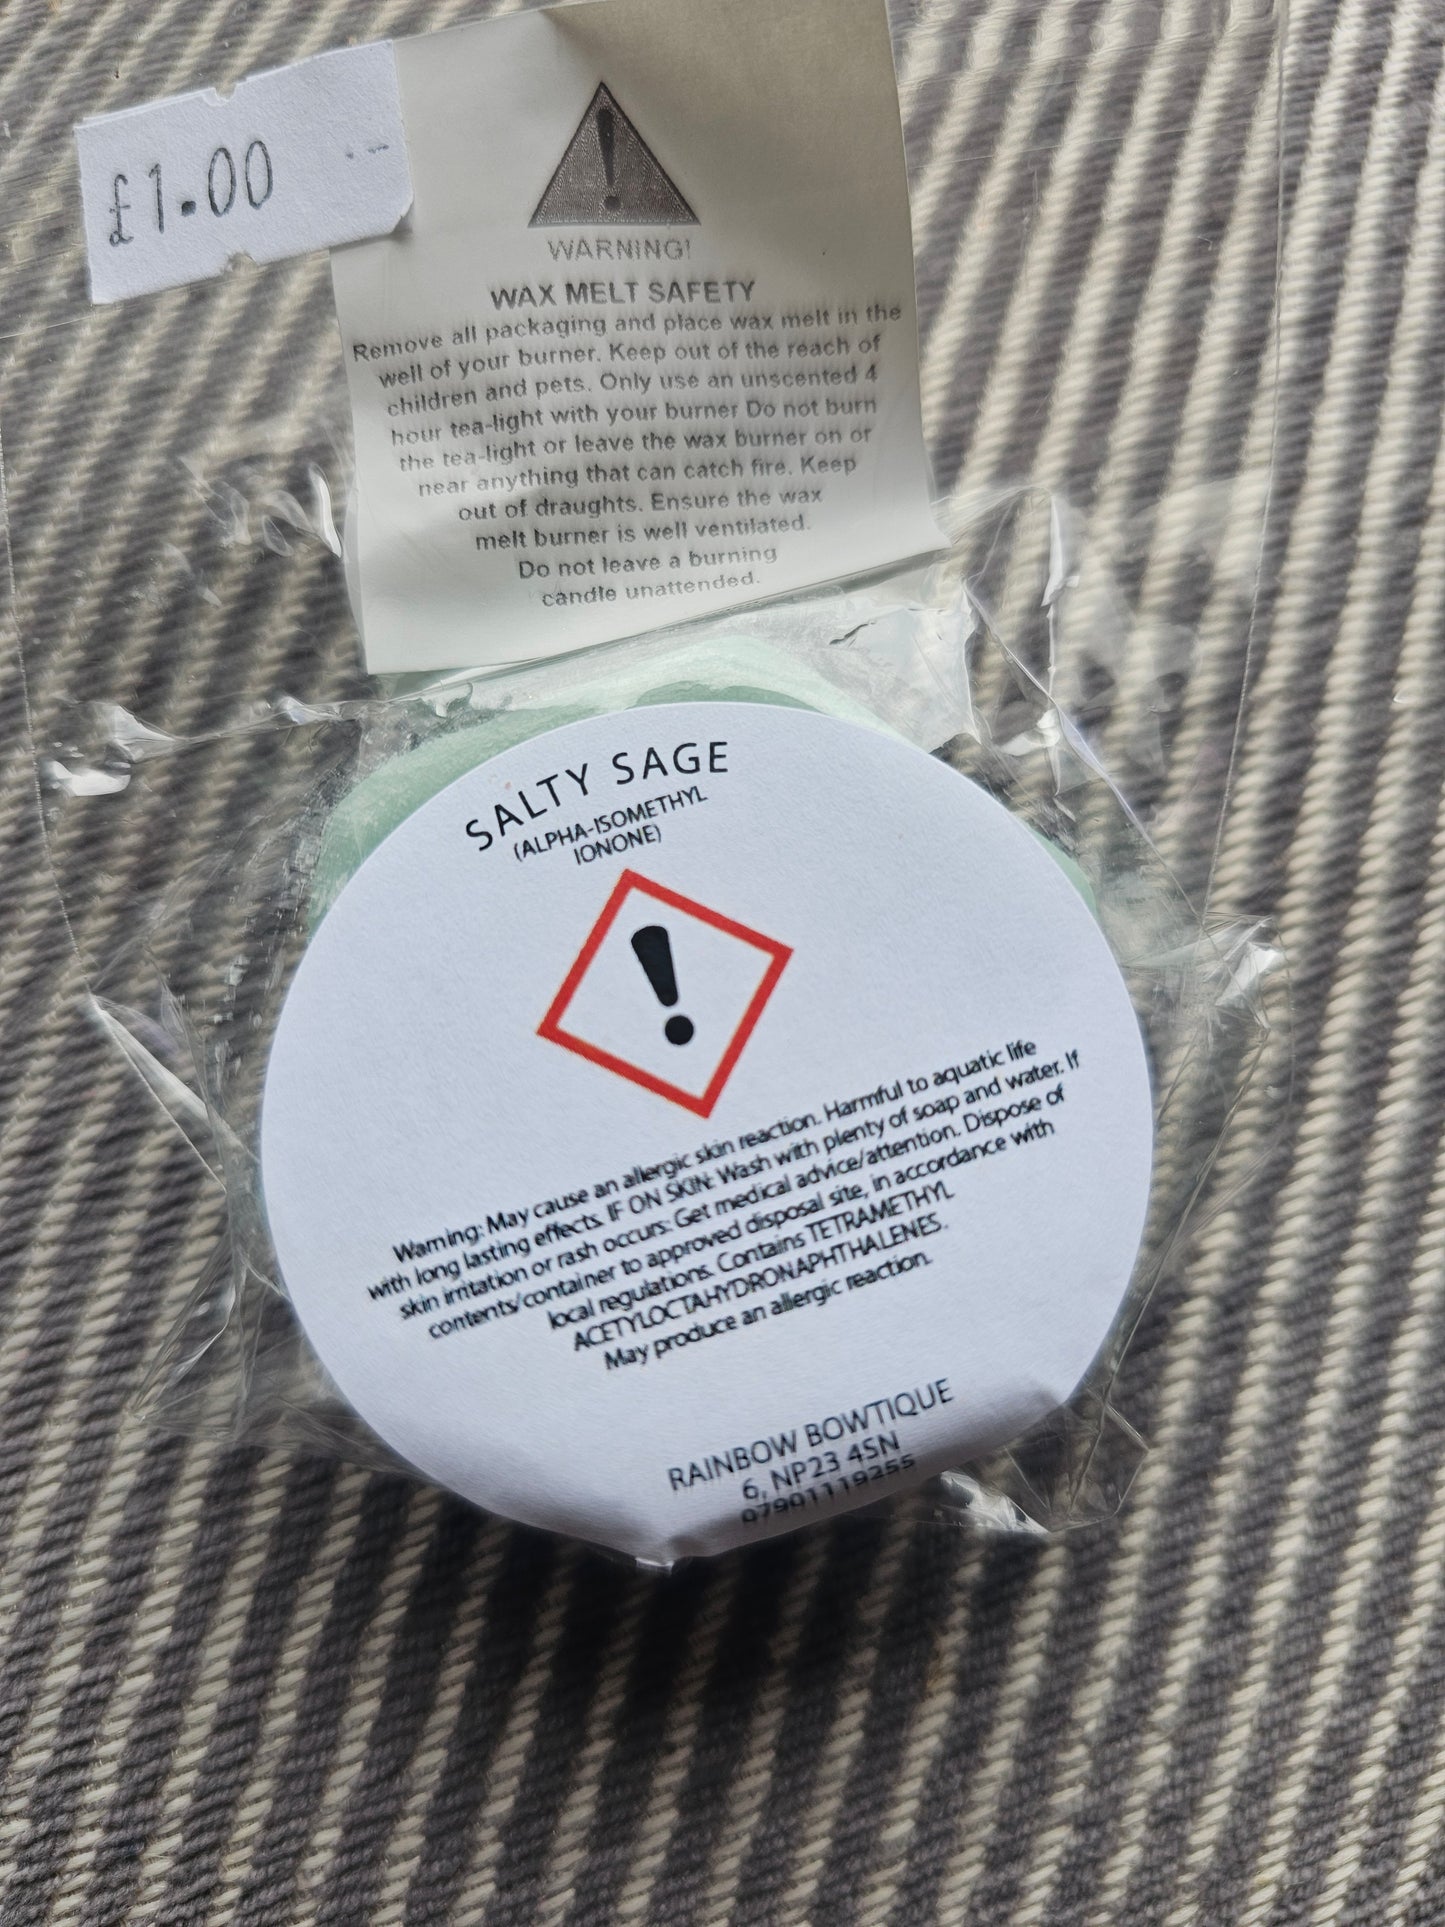 £1.00
WARNING!
WAX MELT SAFETY
Remove all packaging and place wax melt in the
well of your burner. Keep out of the reach of
children and pets. Only use an unscented 4
hour tea-light with your burner Do not burn
the tea-light or leave the wax burner on or
near anything that can catch fire. Keep
out of draughts. Ensure the wax
melt burner is well ventilated.
Do not leave a burning
candle unattended.
SALTY SAGE
(ALPHA-ISOMETHYL
IONONE)
Warning: May cause an allergic skin reaction. Harmful to aquatic life
with long lasting effects. IF ON SKIN: Wash with plenty of soap and water. If
skin irritation or rash occurs: Get medical advice/attention. Dispose of
contents/container to approved disposal site, in accordance with
local regulations. Contains TETRAMETHYL
ACETYLOCTAHYDRONAPHTHALENES.
May produce an allergic reaction.
RAINBOW BOWTIQUE
6, NP23 4SN
07901119255